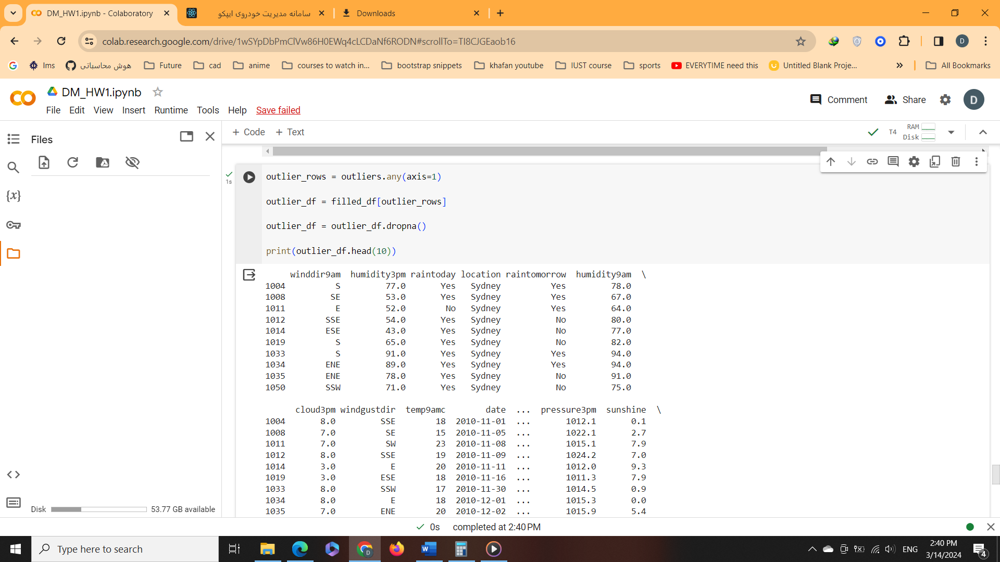 DM_HW1.ipynb - Colaboratory
سامانه مدیریت خودروی ایپکو
Downloads
colab.research.google.com/drive/1wSYpDbPmClVw86H0EWq4cLCDaNf6RODN#scrollTo=TI8CJGEaob16
D
lms
هوش محاسباتی
Future
cad
anime
courses to watch in...
bootstrap snippets
khafan youtube
IUST course
sports
EVERYTIME need this
Untitled Blank Proje...
All Bookmarks
DM_HW1.ipynb
Comment
Share
D
File Edit View Insert Runtime Tools Help Save failed
Files
+ Code + Text
T4
RAM
Disk
{x}
1s
outlier_rows = outliers.any(axis=1)
outlier_df = filled_df[outlier_rows]
outlier_df = outlier_df.dropna()
print(outlier_df.head(10))
winddir9am humidity3pm raintoday location raintomorrow humidity9am \
1004 S 77.0 Yes Sydney Yes 78.0
1008 SE 53.0 Yes Sydney Yes 67.0
1011 E 52.0 No Sydney Yes 64.0
1012 SSE 54.0 Yes Sydney No 80.0
1014 ESE 43.0 Yes Sydney No 77.0
1019 S 65.0 Yes Sydney No 82.0
1033 S 91.0 Yes Sydney Yes 94.0
1034 ENE 89.0 Yes Sydney Yes 94.0
1035 ENE 78.0 Yes Sydney No 91.0
1050 SSW 71.0 Yes Sydney No 75.0
cloud3pm windgustdir temp9amc date ... pressure3pm sunshine \
1004 8.0 SSE 18 2010-11-01 ... 1012.1 0.1
1008 7.0 SE 15 2010-11-05 ... 1022.1 2.7
1011 7.0 SW 23 2010-11-08 ... 1015.1 7.9
1012 8.0 SSE 19 2010-11-09 ... 1024.2 7.0
1014 3.0 E 20 2010-11-11 ... 1012.0 9.3
1019 3.0 ESE 18 2010-11-16 ... 1011.3 7.9
1033 8.0 SSW 17 2010-11-30 ... 1014.5 0.9
1034 8.0 E 18 2010-12-01 ... 1015.3 0.0
1035 7.0 ENE 20 2010-12-02 ... 1015.9 5.4
Disk 53.77 GB available
0s completed at 2:40 PM
Type here to search
ENG
2:40 PM
3/14/2024
4